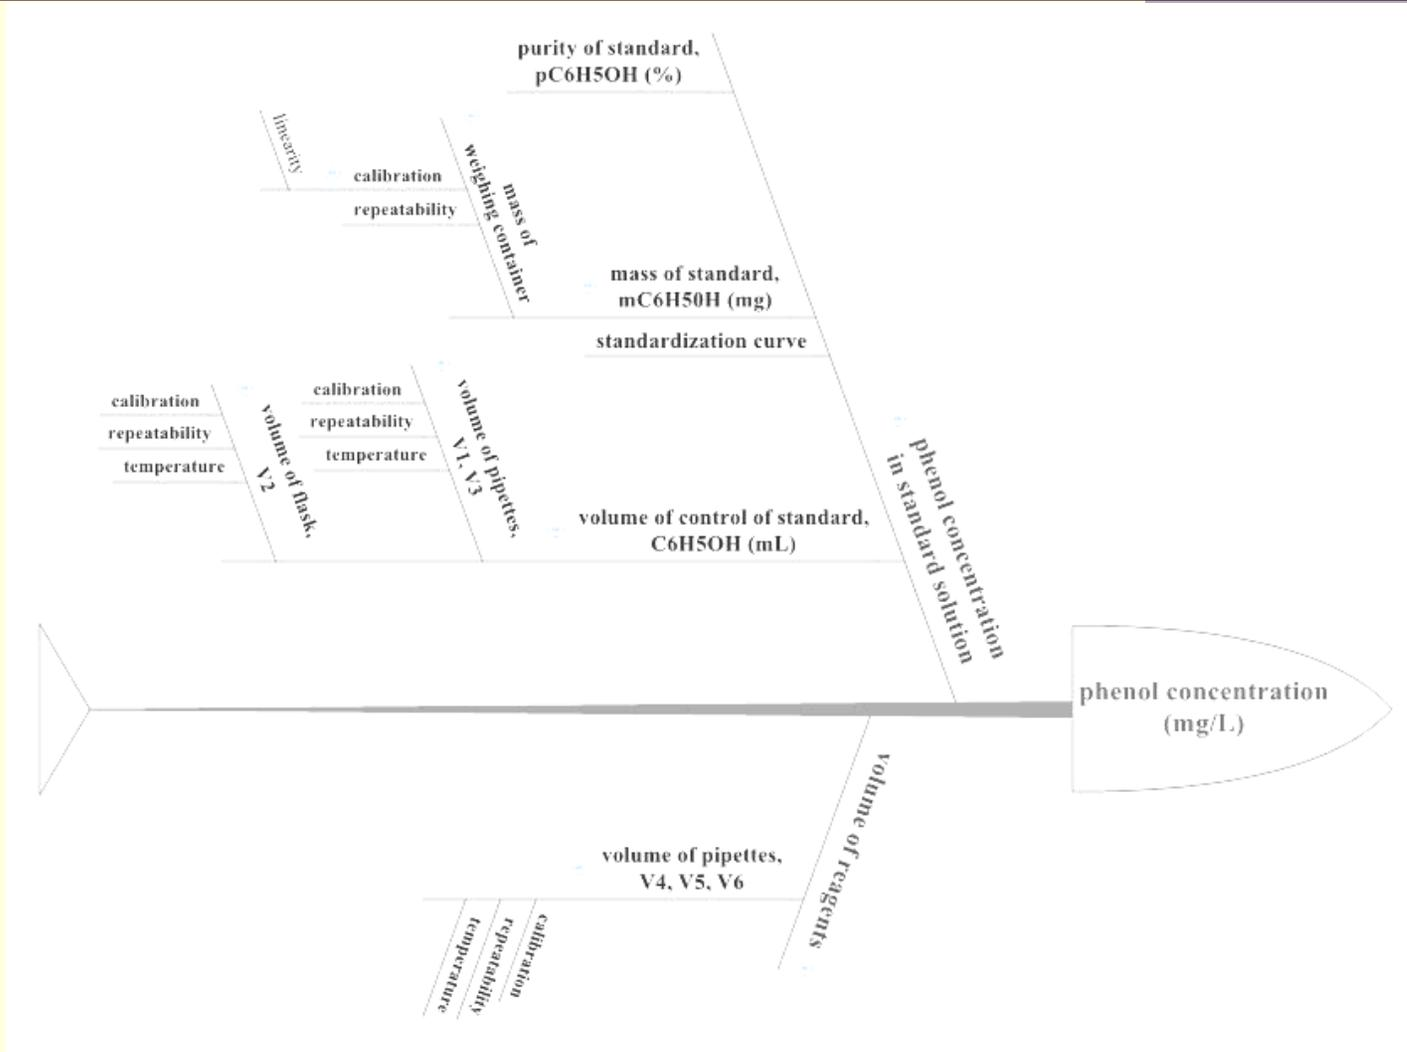 purity of standard,
pC6H5OH (%)
linearity
calibration
repeatability
mass of
weighing container
mass of standard,
mC6H50H (mg)
standardization curve
calibration
repeatability
temperature
volume of flask,
V2
calibration
repeatability
temperature
volume of pipettes,
V1, V3
volume of control of standard,
C6H5OH (mL)
phenol concentration
in standard solution
phenol concentration
(mg/L)
volume of reagents
volume of pipettes,
V4, V5, V6
temperature
repeatability
calibration